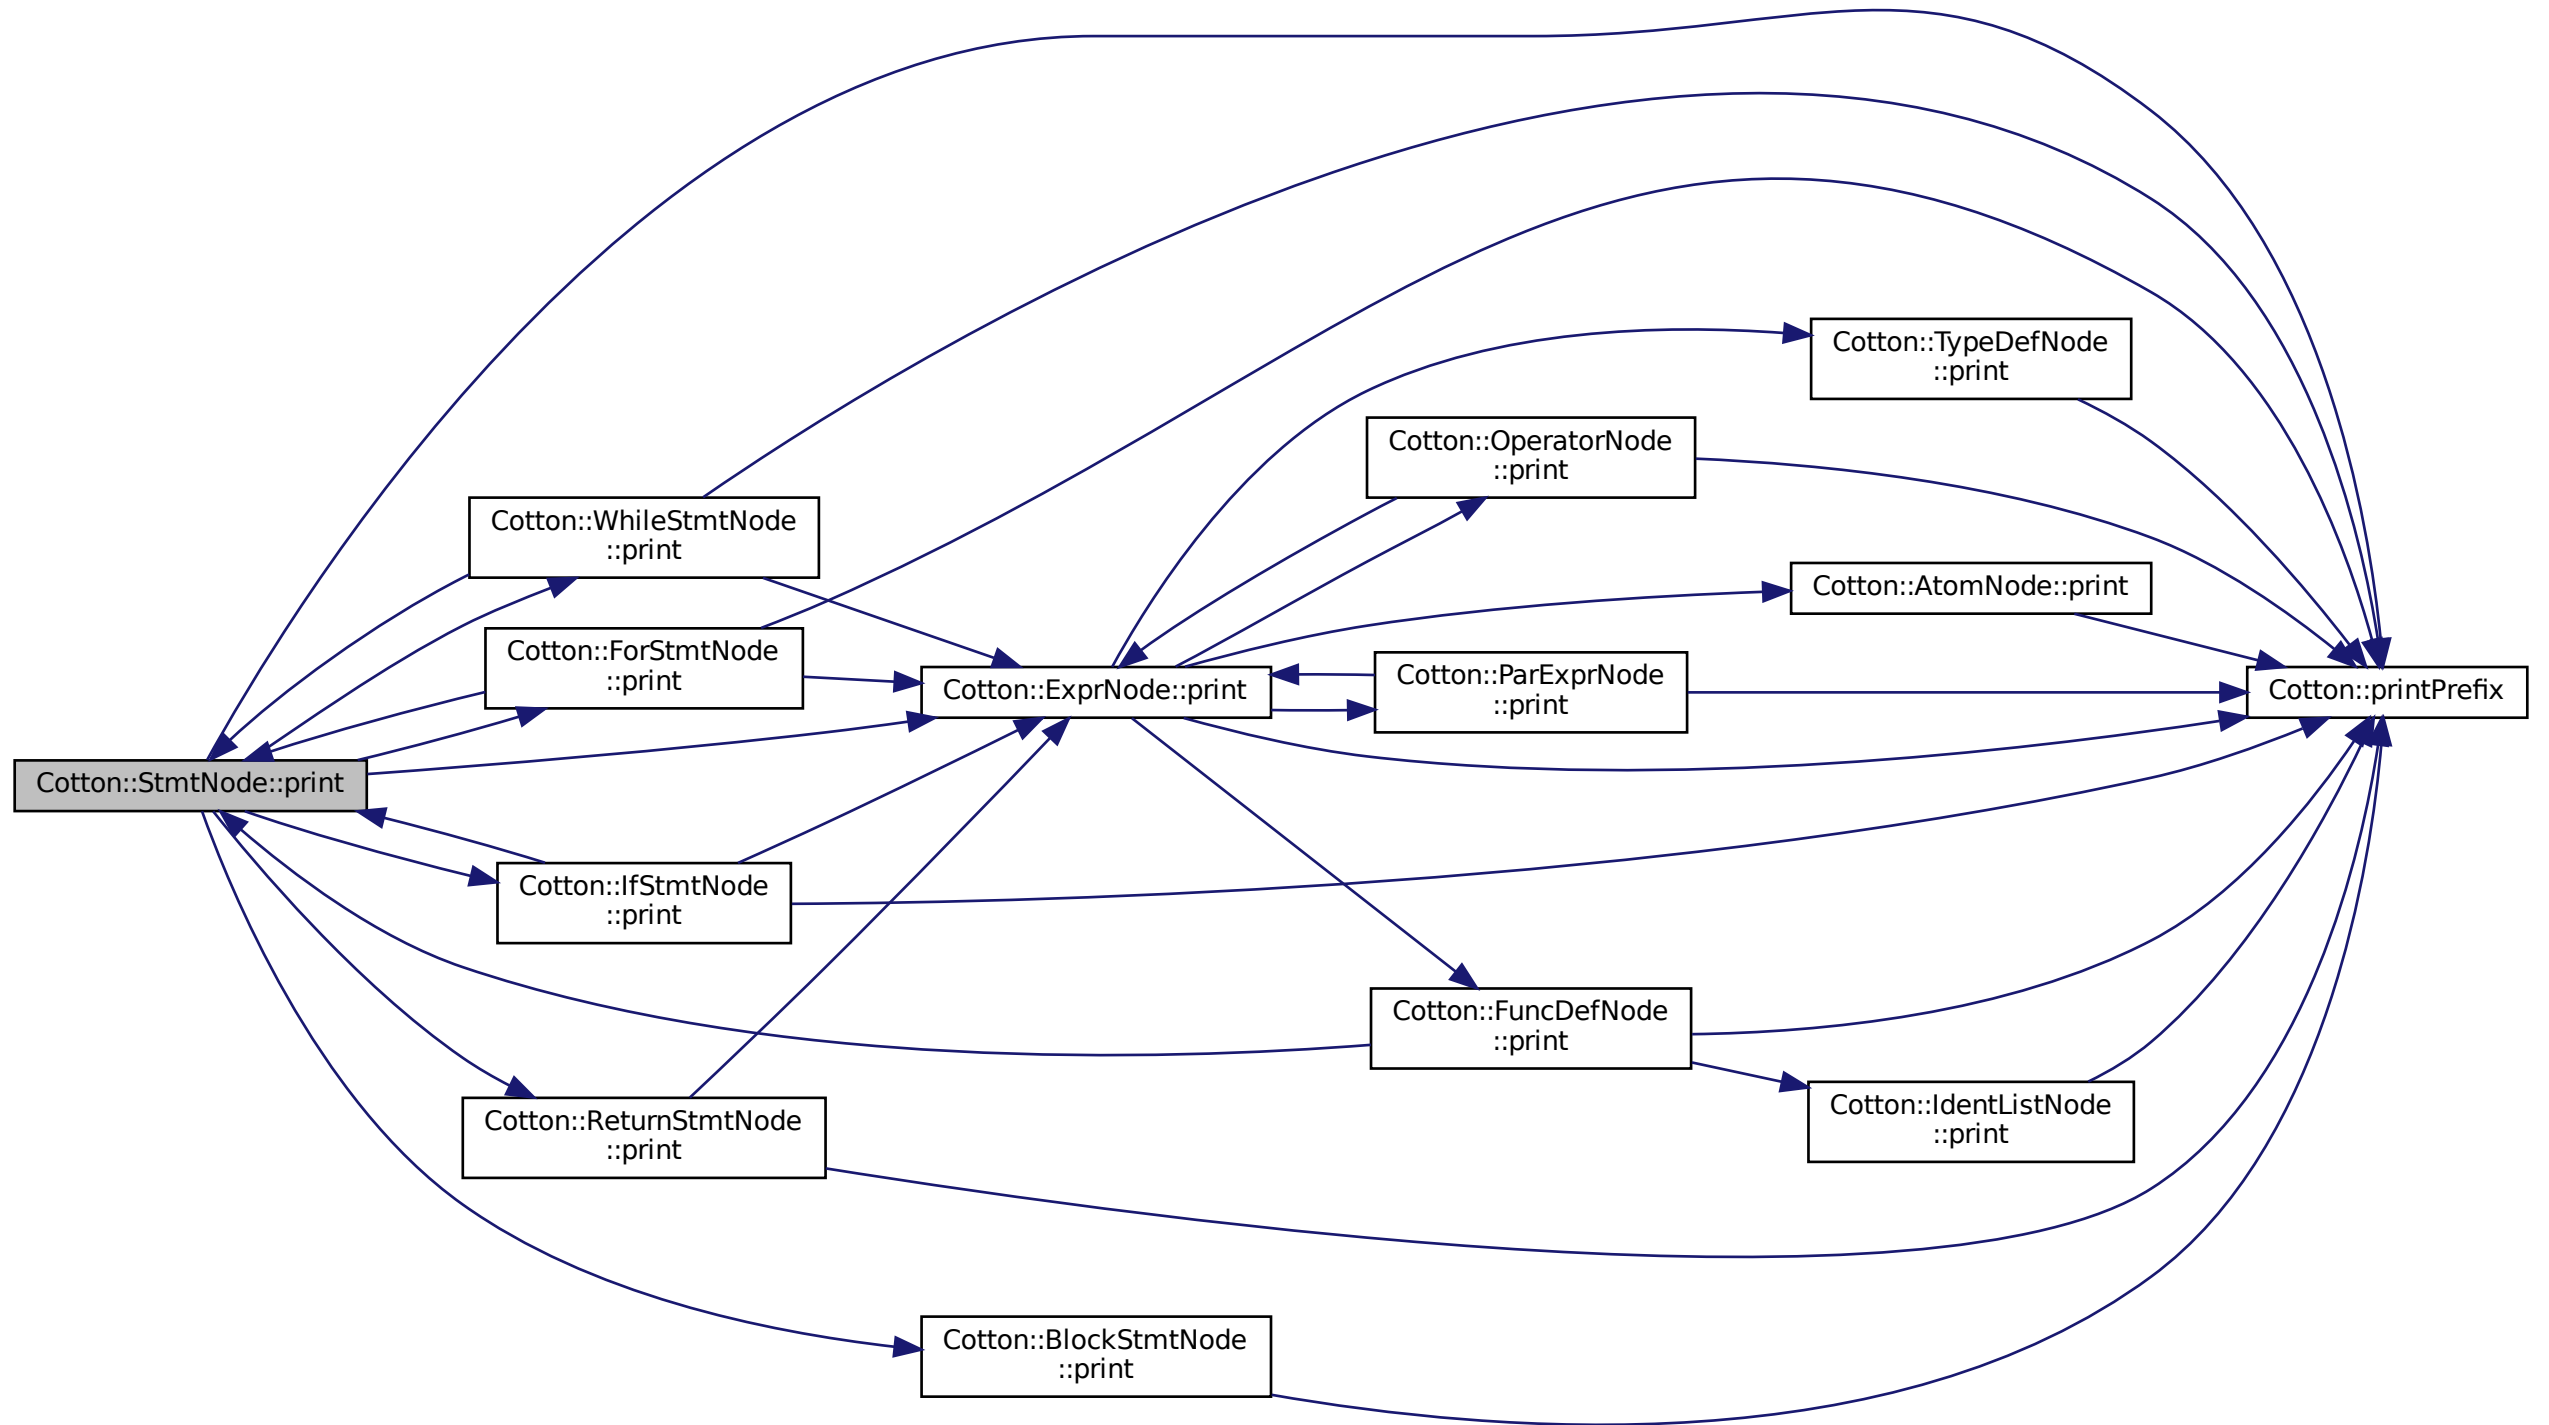 Cotton::TypeDefNode
::print
Cotton::OperatorNode
::print
Cotton::WhileStmtNode
::print
Cotton::AtomNode::print
Cotton::ForStmtNode
::print
Cotton::ParExprNode
::print
Cotton::ExprNode::print
Cotton::printPrefix
Cotton::StmtNode::print
Cotton::IfStmtNode
::print
Cotton::FuncDefNode
::print
Cotton::IdentListNode
::print
Cotton::ReturnStmtNode
::print
Cotton::BlockStmtNode
::print